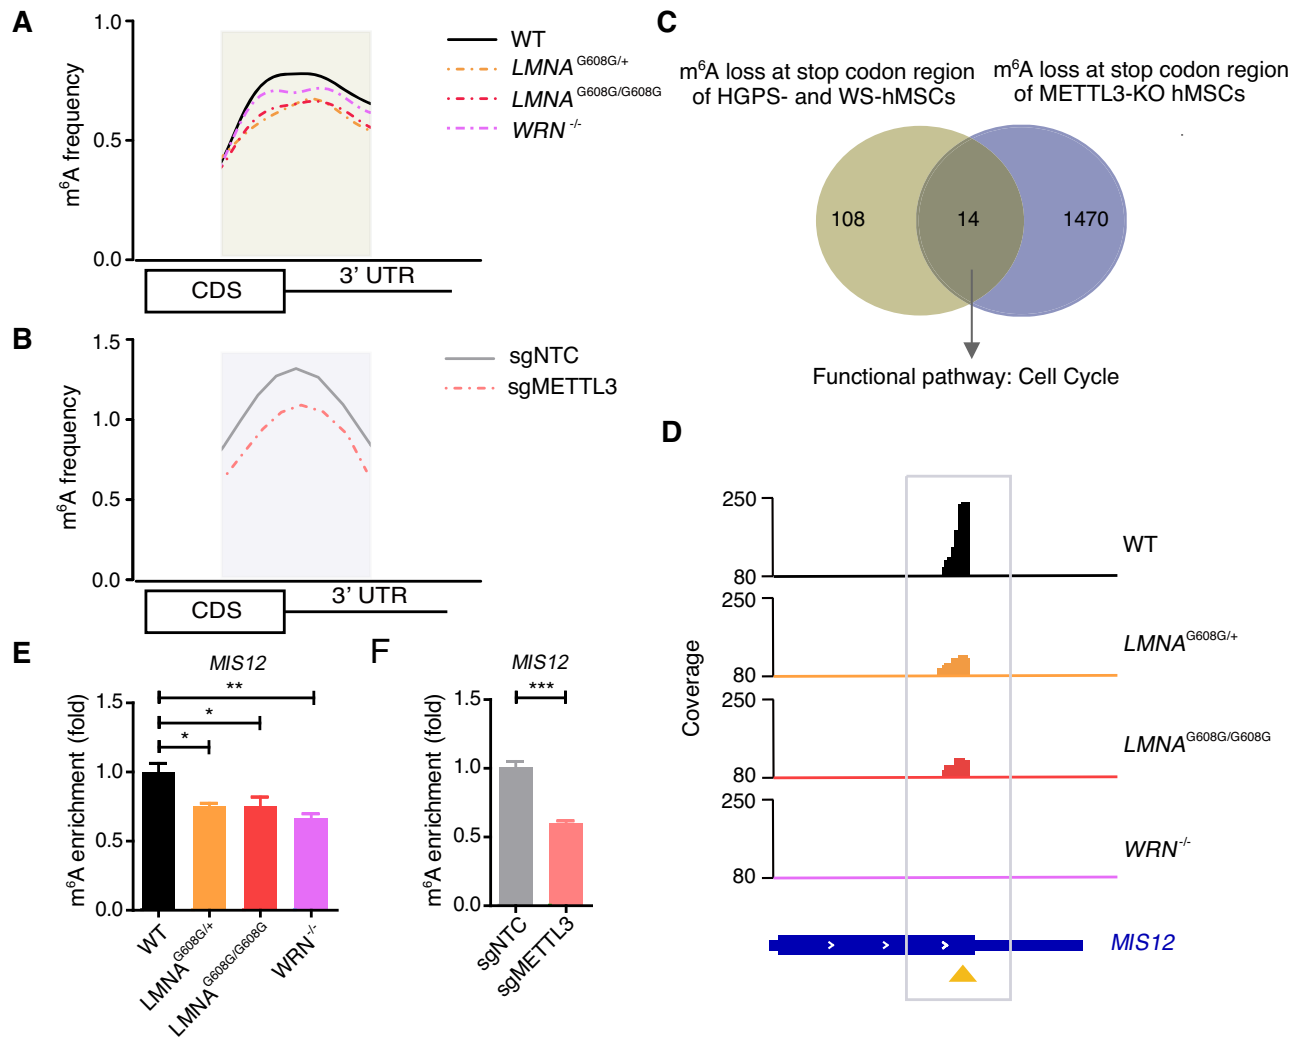 A
1.0
0.5
0.0
m⁶A frequency
WT
LMNA G608G/+
LMNA G608G/G608G
WRN -/-
CDS
3’ UTR
B
1.5
1.0
0.5
0.0
m⁶A frequency
sgNTC
sgMETTL3
CDS
3’ UTR
C
m⁶A loss at stop codon region
of HGPS- and WS-hMSCs
m⁶A loss at stop codon region
of METTL3-KO hMSCs
108
14
1470
Functional pathway: Cell Cycle
D
Coverage
250
80
WT
250
80
LMNA G608G/+
250
80
LMNA G608G/G608G
250
80
WRN -/-
MIS12
E
MIS12
**
*
*
1.5
1.0
0.5
0.0
m⁶A enrichment (fold)
WT
LMNA G608G/+
LMNA G608G/G608G
WRN -/-
F
MIS12
***
1.5
1.0
0.5
0.0
m⁶A enrichment (fold)
sgNTC
sgMETTL3